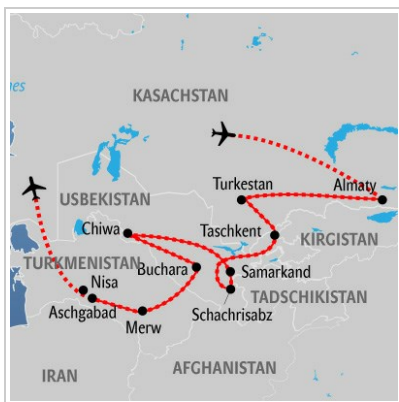 KASACHSTAN
USBEKISTAN
Turkestan
Almaty
Chiwa
Taschkent
KIRGISTAN
TURKMENISTAN
Buchara
Samarkand
Nisa
TADSCHIKISTAN
Aschgabad
Schachrisabz
Merw
AFGHANISTAN
IRAN